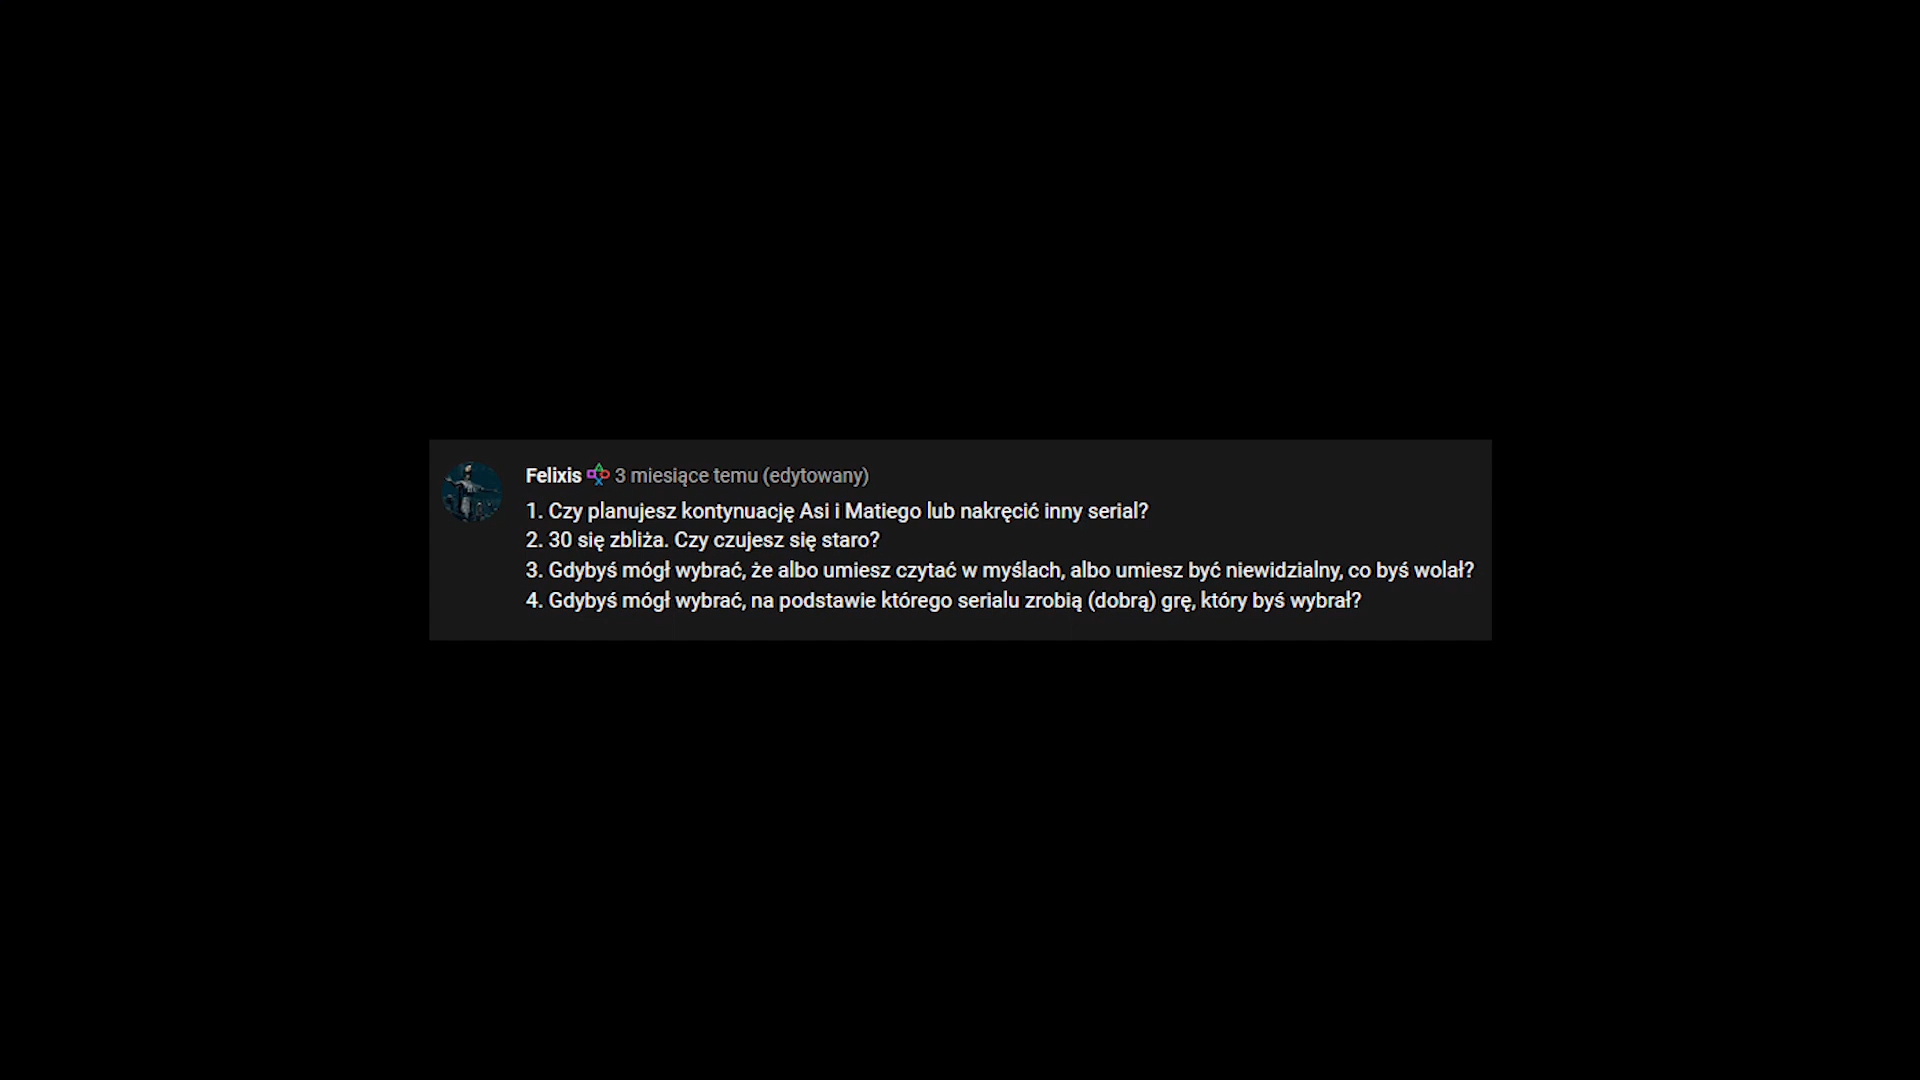 Felixis 3 miesiące temu (edytowany)
1. Czy planujesz kontynuację Asi i Matiego lub nakręcić inny serial?
2. 30 się zbliża. Czy czujesz się staro?
3. Gdybyś mógł wybrać, że albo umiesz czytać w myślach, albo umiesz być niewidzialny, co byś wolał?
4. Gdybyś mógł wybrać, na podstawie którego serialu zrobią (dobrą) grę, który byś wybrał?